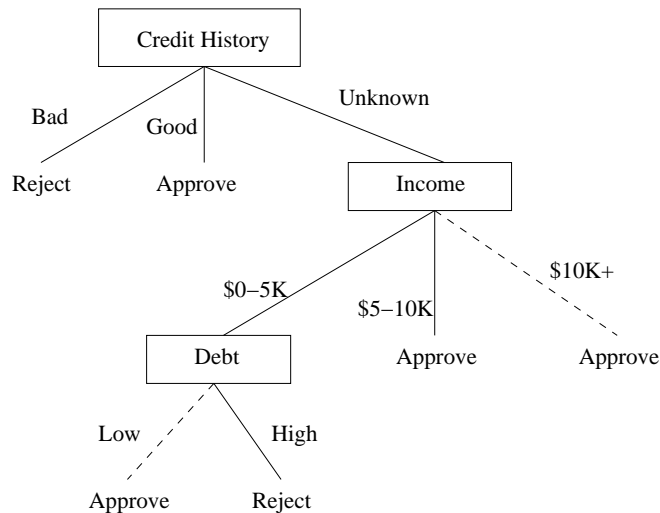 Credit History
Bad
Good
Unknown
Reject
Approve
Income
$0–5K
$5–10K
$10K+
Debt
Approve
Approve
Low
High
Approve
Reject